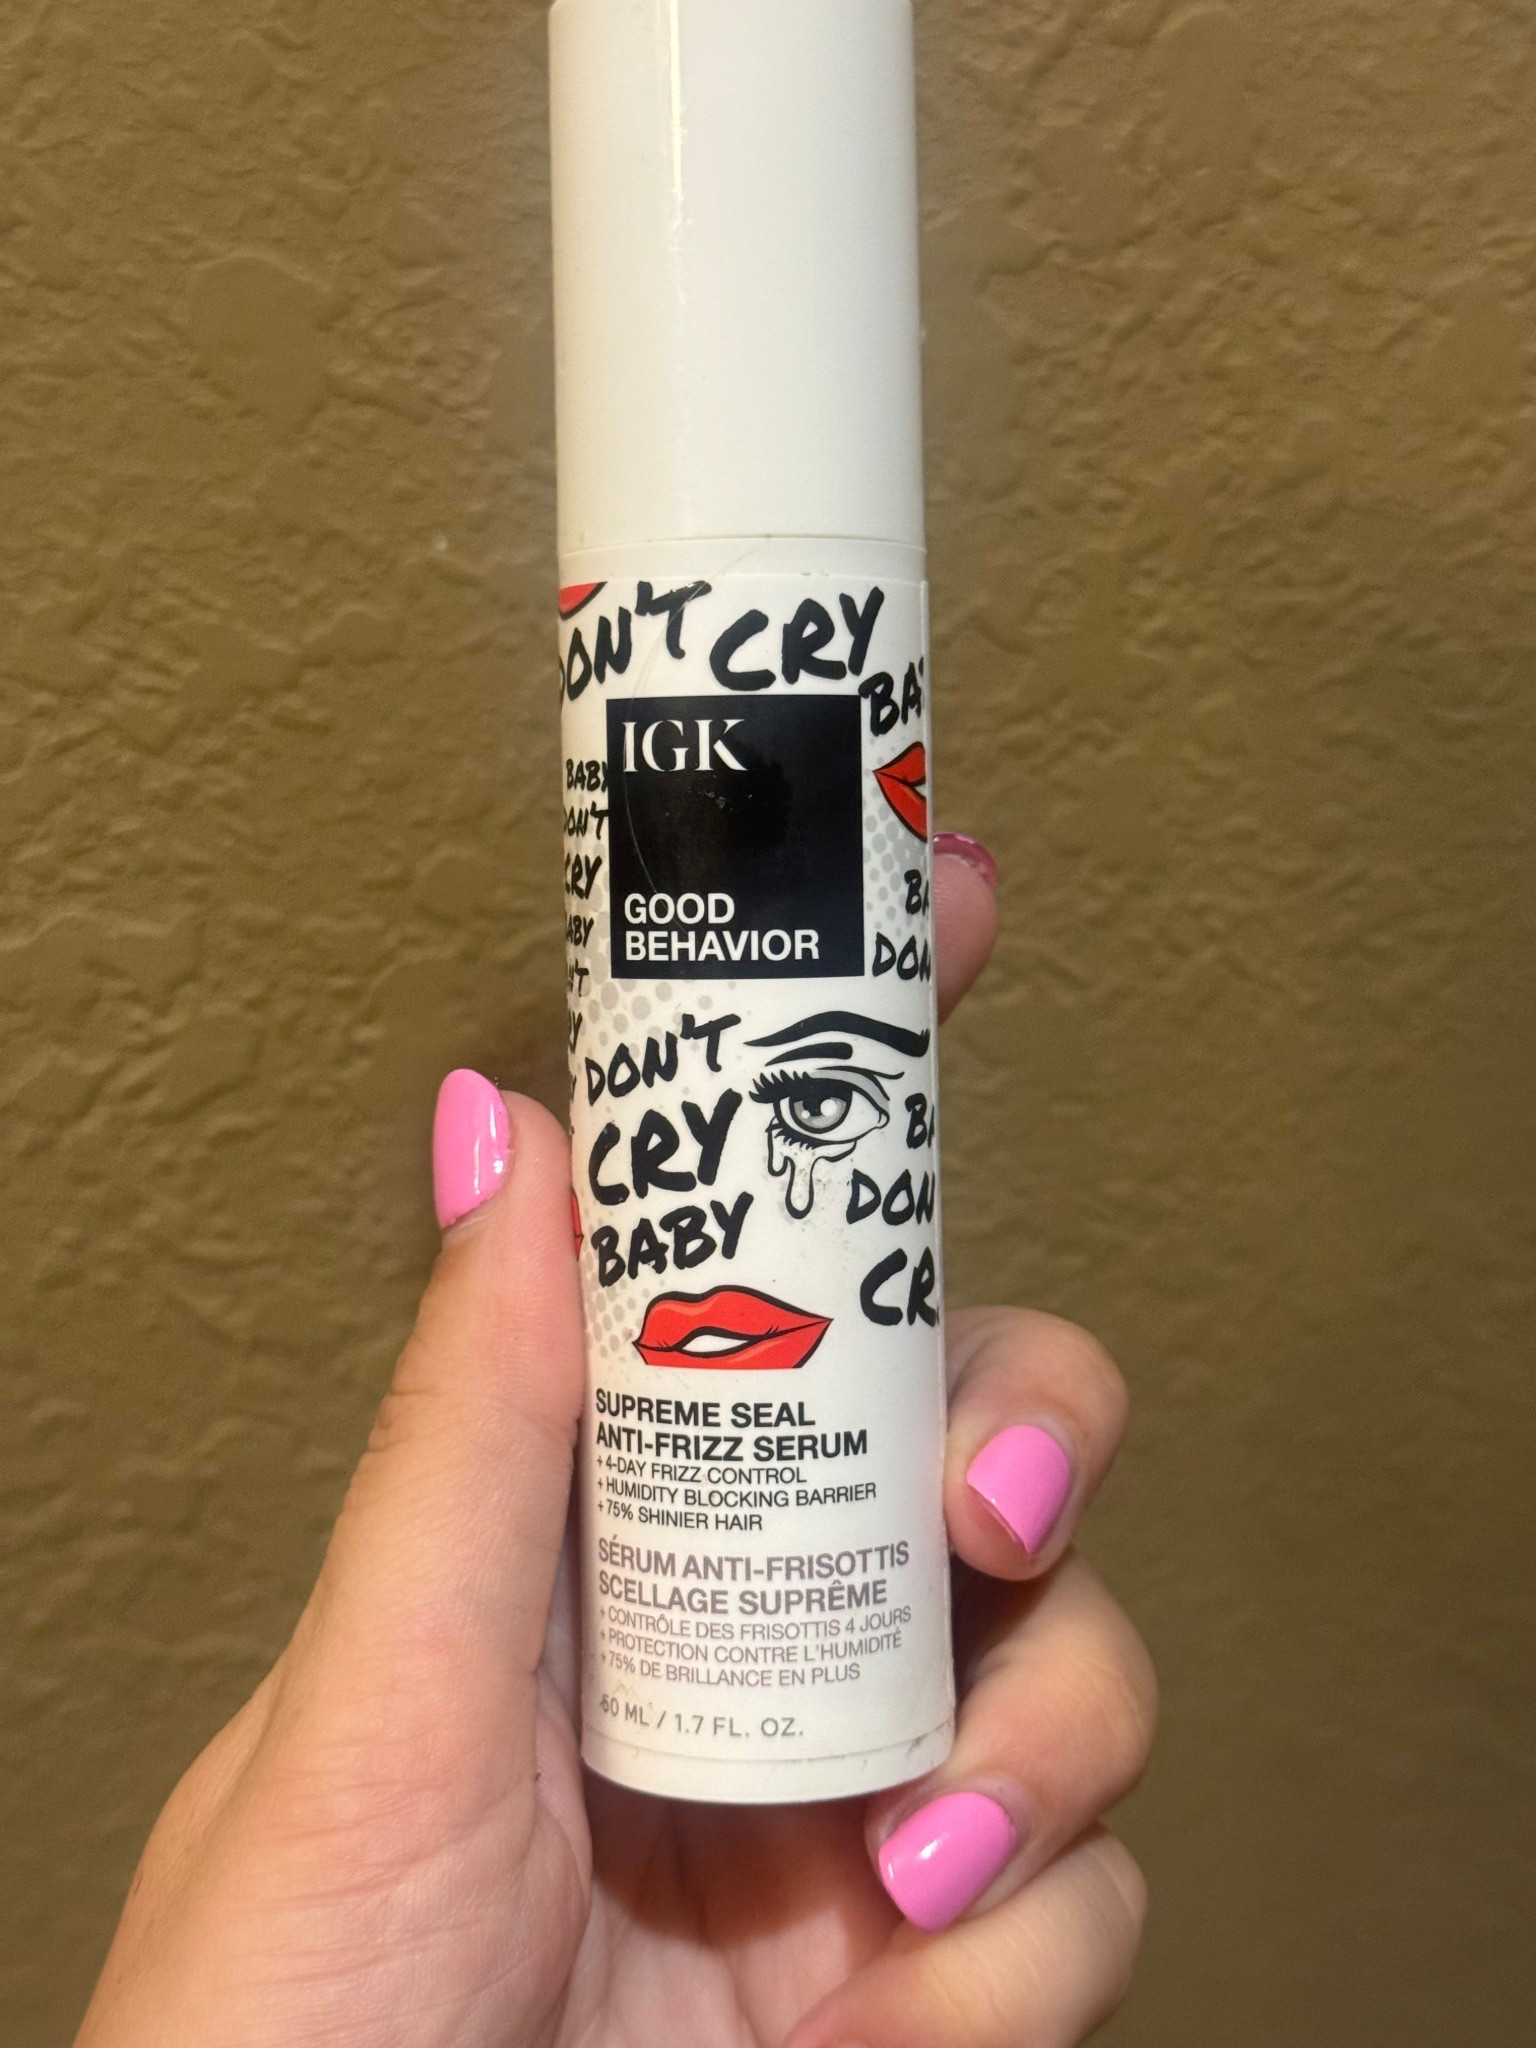 DON'T CRY
IGK
BABY
DON'T
CRY
GOOD
BEHAVIOR
DON'T
CRY
BABY
SUPREME SEAL
ANTI-FRIZZ SERUM
+ 4-DAY FRIZZ CONTROL
+ HUMIDITY BLOCKING BARRIER
+ 75% SHINIER HAIR
SÉRUM ANTI-FRISOTTIS
SCELLAGE SUPRÊME
+ CONTRÔLE DES FRISOTTIS 4 JOURS
+ PROTECTION CONTRE L'HUMIDITÉ
+ 75% DE BRILLANCE EN PLUS
50 ML / 1.7 FL. OZ.